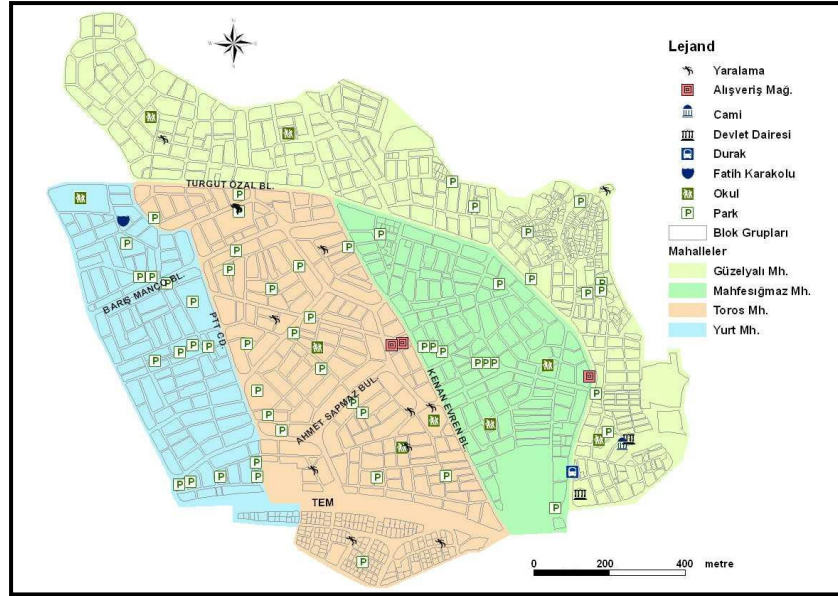 Lejand
Yaralama
Alışveriş Mağ.
Cami
Devlet Dairesi
Durak
Fatih Karakolu
Okul
Park
Blok Grupları
Mahalleler
Güzelyalı Mh.
Mahfesığmaz Mh.
Toros Mh.
Yurt Mh.
TURGUT ÖZAL BL.
BARIŞ MANÇO BL.
PTT CD.
AHMET SAPMAZ BUL.
KENAN EVREN BL.
TEM
0 200 400 metre